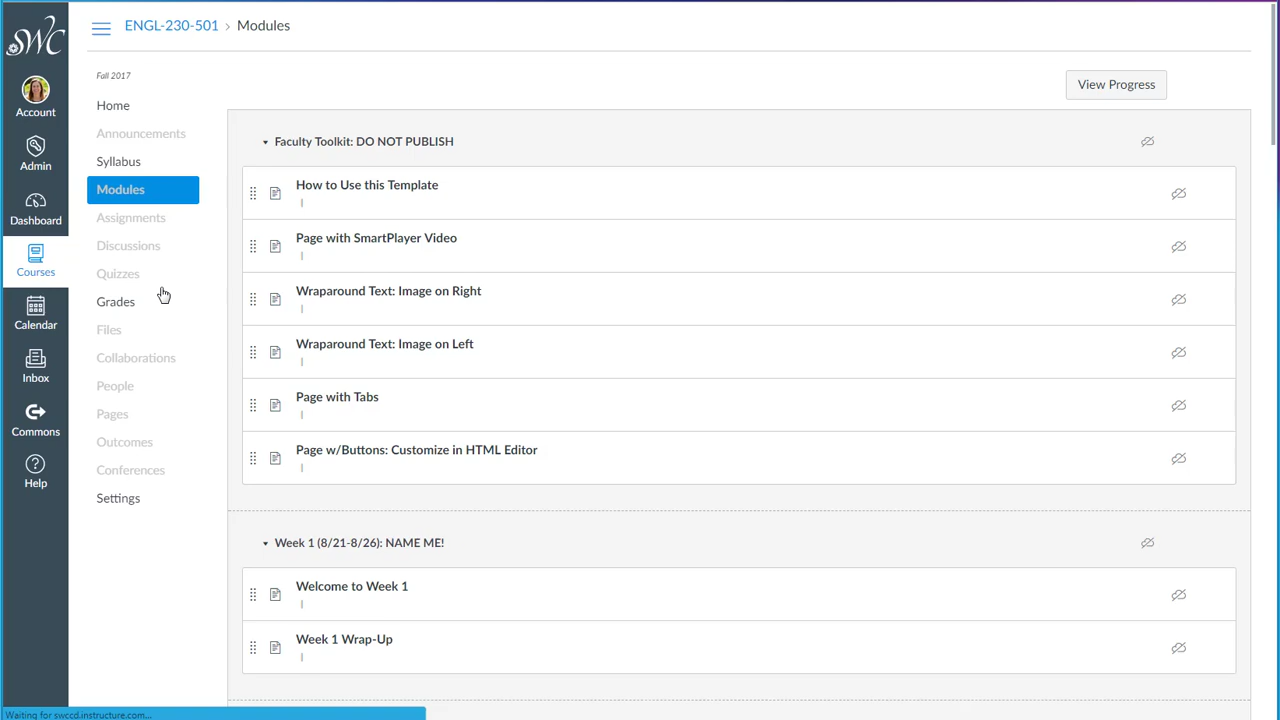 SWC
ENGL-230-501 › Modules
Fall 2017
View Progress
Account
Admin
Dashboard
Courses
Calendar
Inbox
Commons
Help
Home
Announcements
Syllabus
Modules
Assignments
Discussions
Quizzes
Grades
Files
Collaborations
People
Pages
Outcomes
Conferences
Settings
Faculty Toolkit: DO NOT PUBLISH
How to Use this Template
|
Page with SmartPlayer Video
|
Wraparound Text: Image on Right
|
Wraparound Text: Image on Left
|
Page with Tabs
|
Page w/Buttons: Customize in HTML Editor
|
Week 1 (8/21-8/26): NAME ME!
Welcome to Week 1
|
Week 1 Wrap-Up
|
Waiting for swccd.instructure.com...